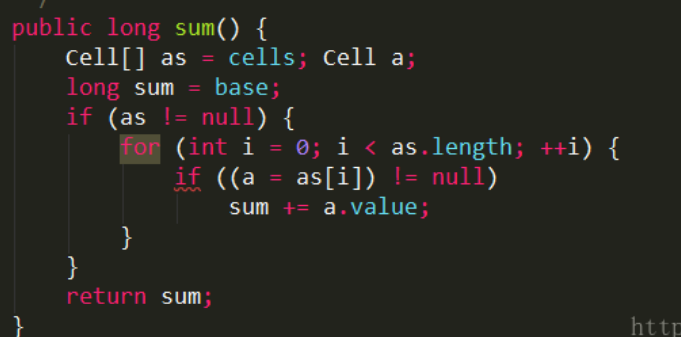 /
public long sum() {
    Cell[] as = cells; Cell a;
    long sum = base;
    if (as != null) {
        for (int i = 0; i < as.length; ++i) {
            if ((a = as[i]) != null)
                sum += a.value;
        }
    }
    return sum;
}
http